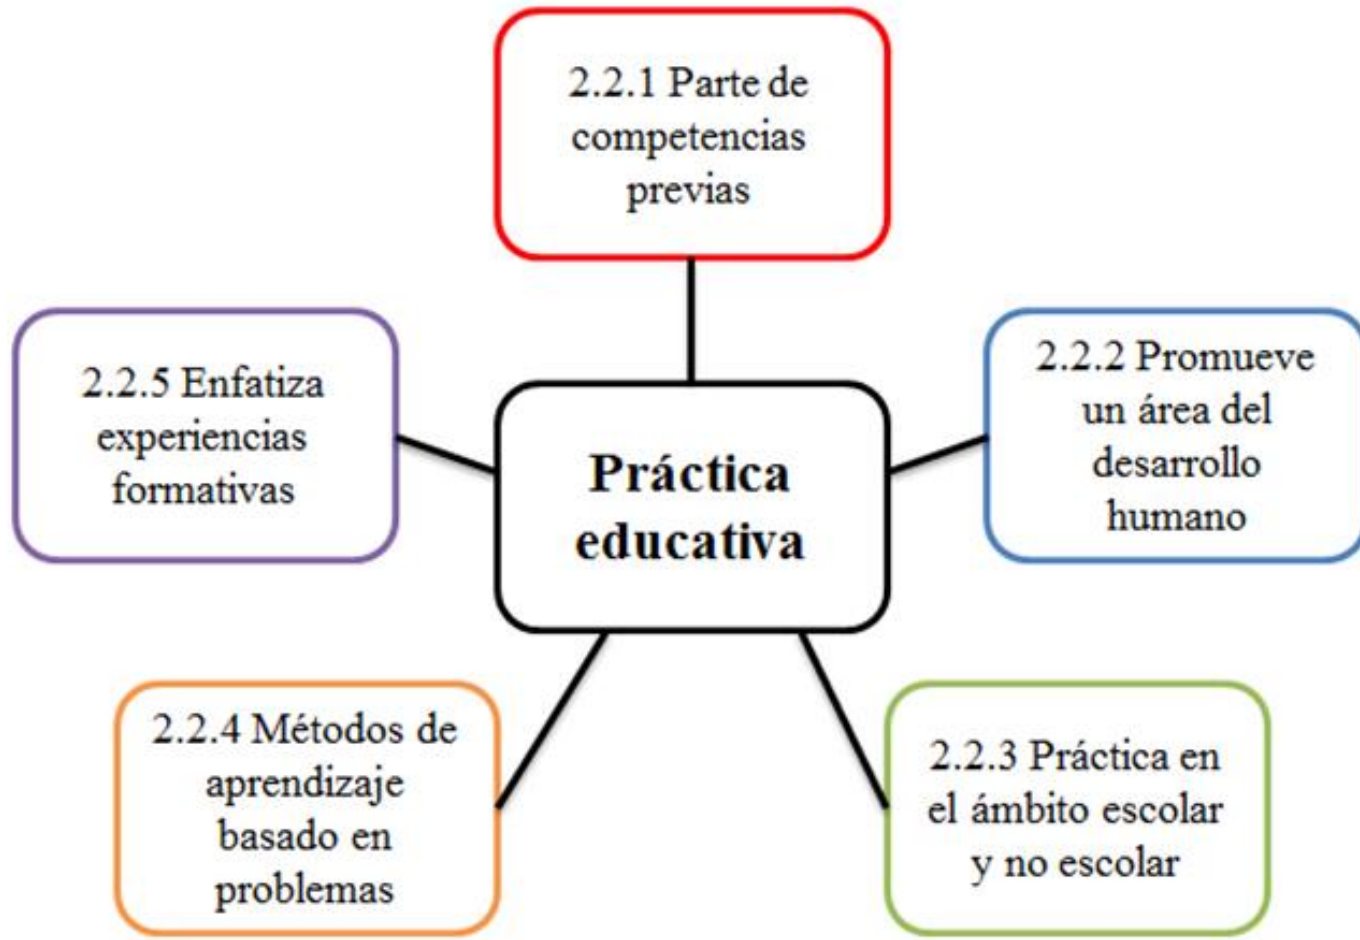 2.2.1 Parte de
competencias
previas
2.2.5 Enfatiza
experiencias
formativas
Práctica
educativa
2.2.2 Promueve
un área del
desarrollo
humano
2.2.4 Métodos de
aprendizaje
basado en
problemas
2.2.3 Práctica en
el ámbito escolar
y no escolar